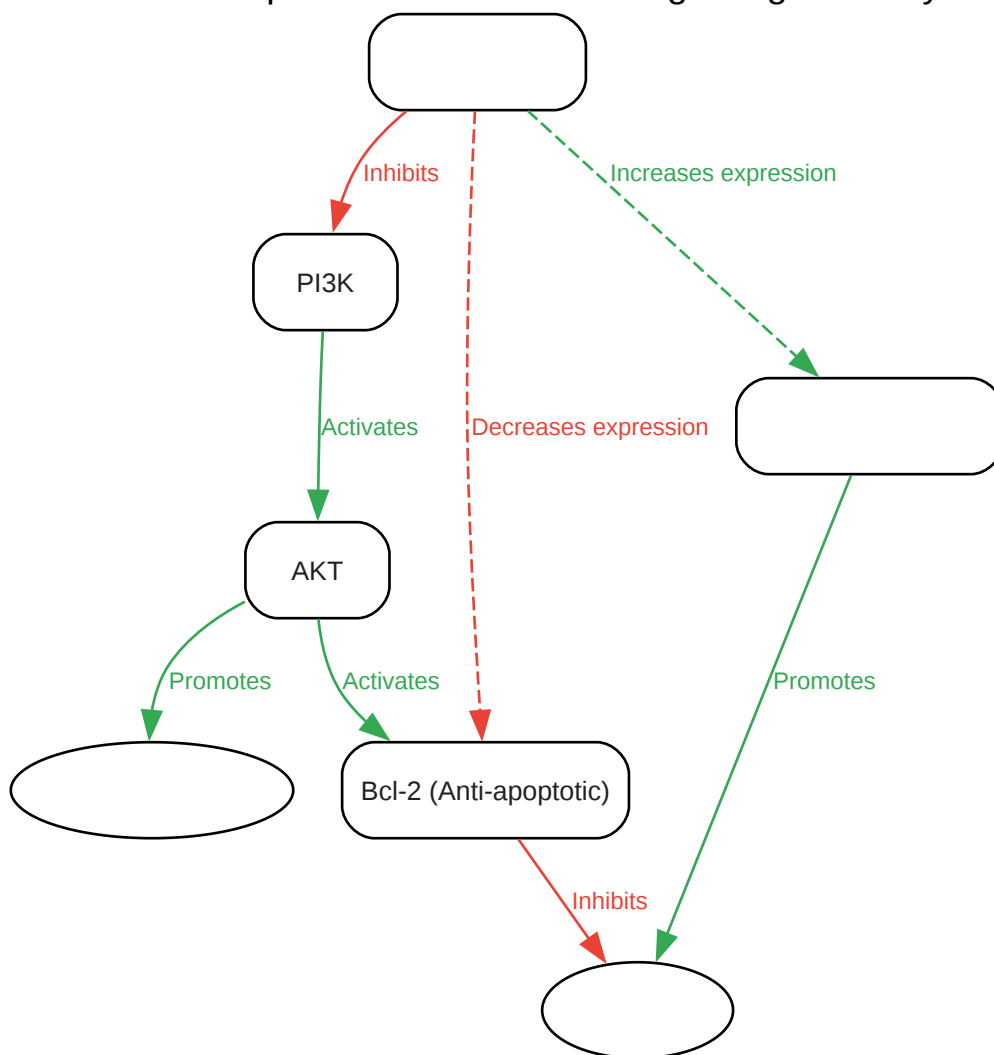 Inhibits
Increases expression
PI3K
Activates
Decreases expression
AKT
Promotes
Activates
Promotes
Bcl-2 (Anti-apoptotic)
Inhibits